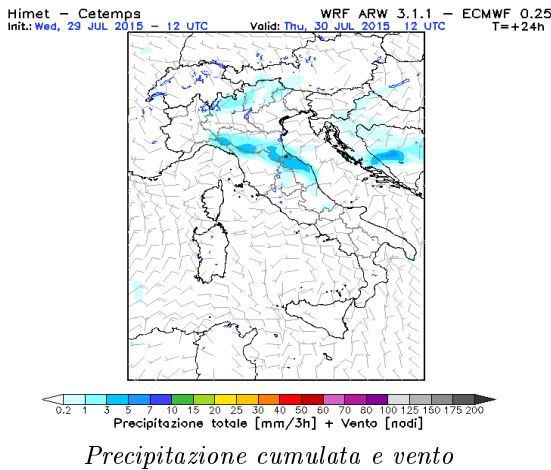 Himet – Cetemps WRF ARW 3.1.1 – ECMWF 0.25
Init.: Wed, 29 JUL 2015 – 12 UTC Valid: Thu, 30 JUL 2015 12 UTC T=+24h
0.2 1 3 5 7 10 15 20 25 30 40 50 60 70 80 90 100 125 150 175 200
Precipitazione totale [mm/3h] + Vento [nodi]
Precipitazione cumulata e vento